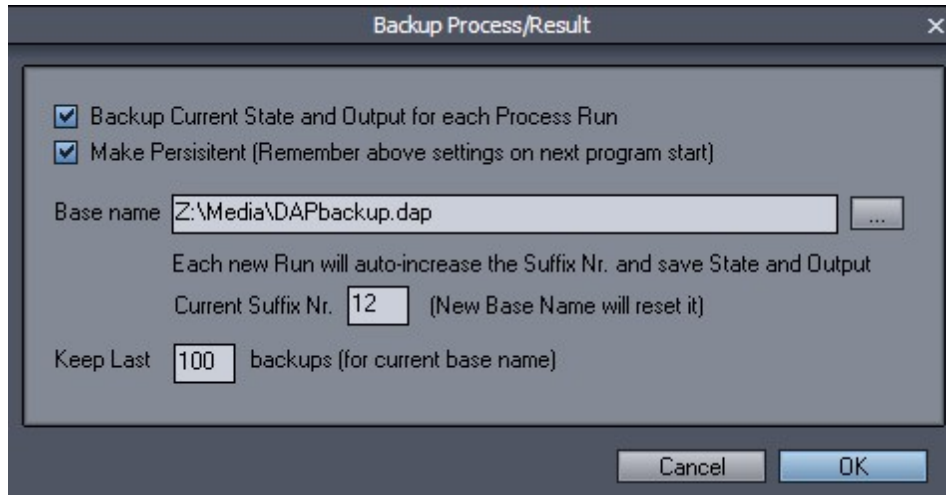 Backup Process/Result
Backup Current State and Output for each Process Run
Make Persisitent (Remember above settings on next program start)
Base name Z:\Media\DAPbackup.dap ...
Each new Run will auto-increase the Suffix Nr. and save State and Output
Current Suffix Nr. 12 (New Base Name will reset it)
Keep Last 100 backups (for current base name)
Cancel OK